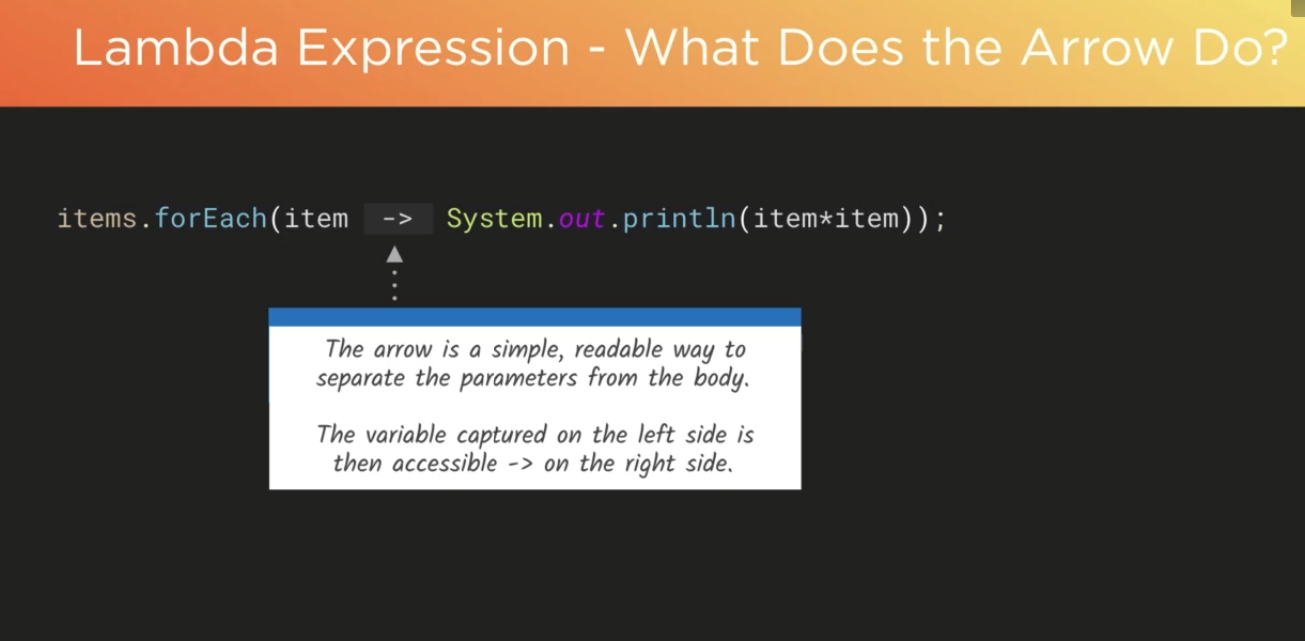 Lambda Expression - What Does the Arrow Do?
items.forEach(item -> System.out.println(item*item));
The arrow is a simple, readable way to
separate the parameters from the body.
The variable captured on the left side is
then accessible -> on the right side.